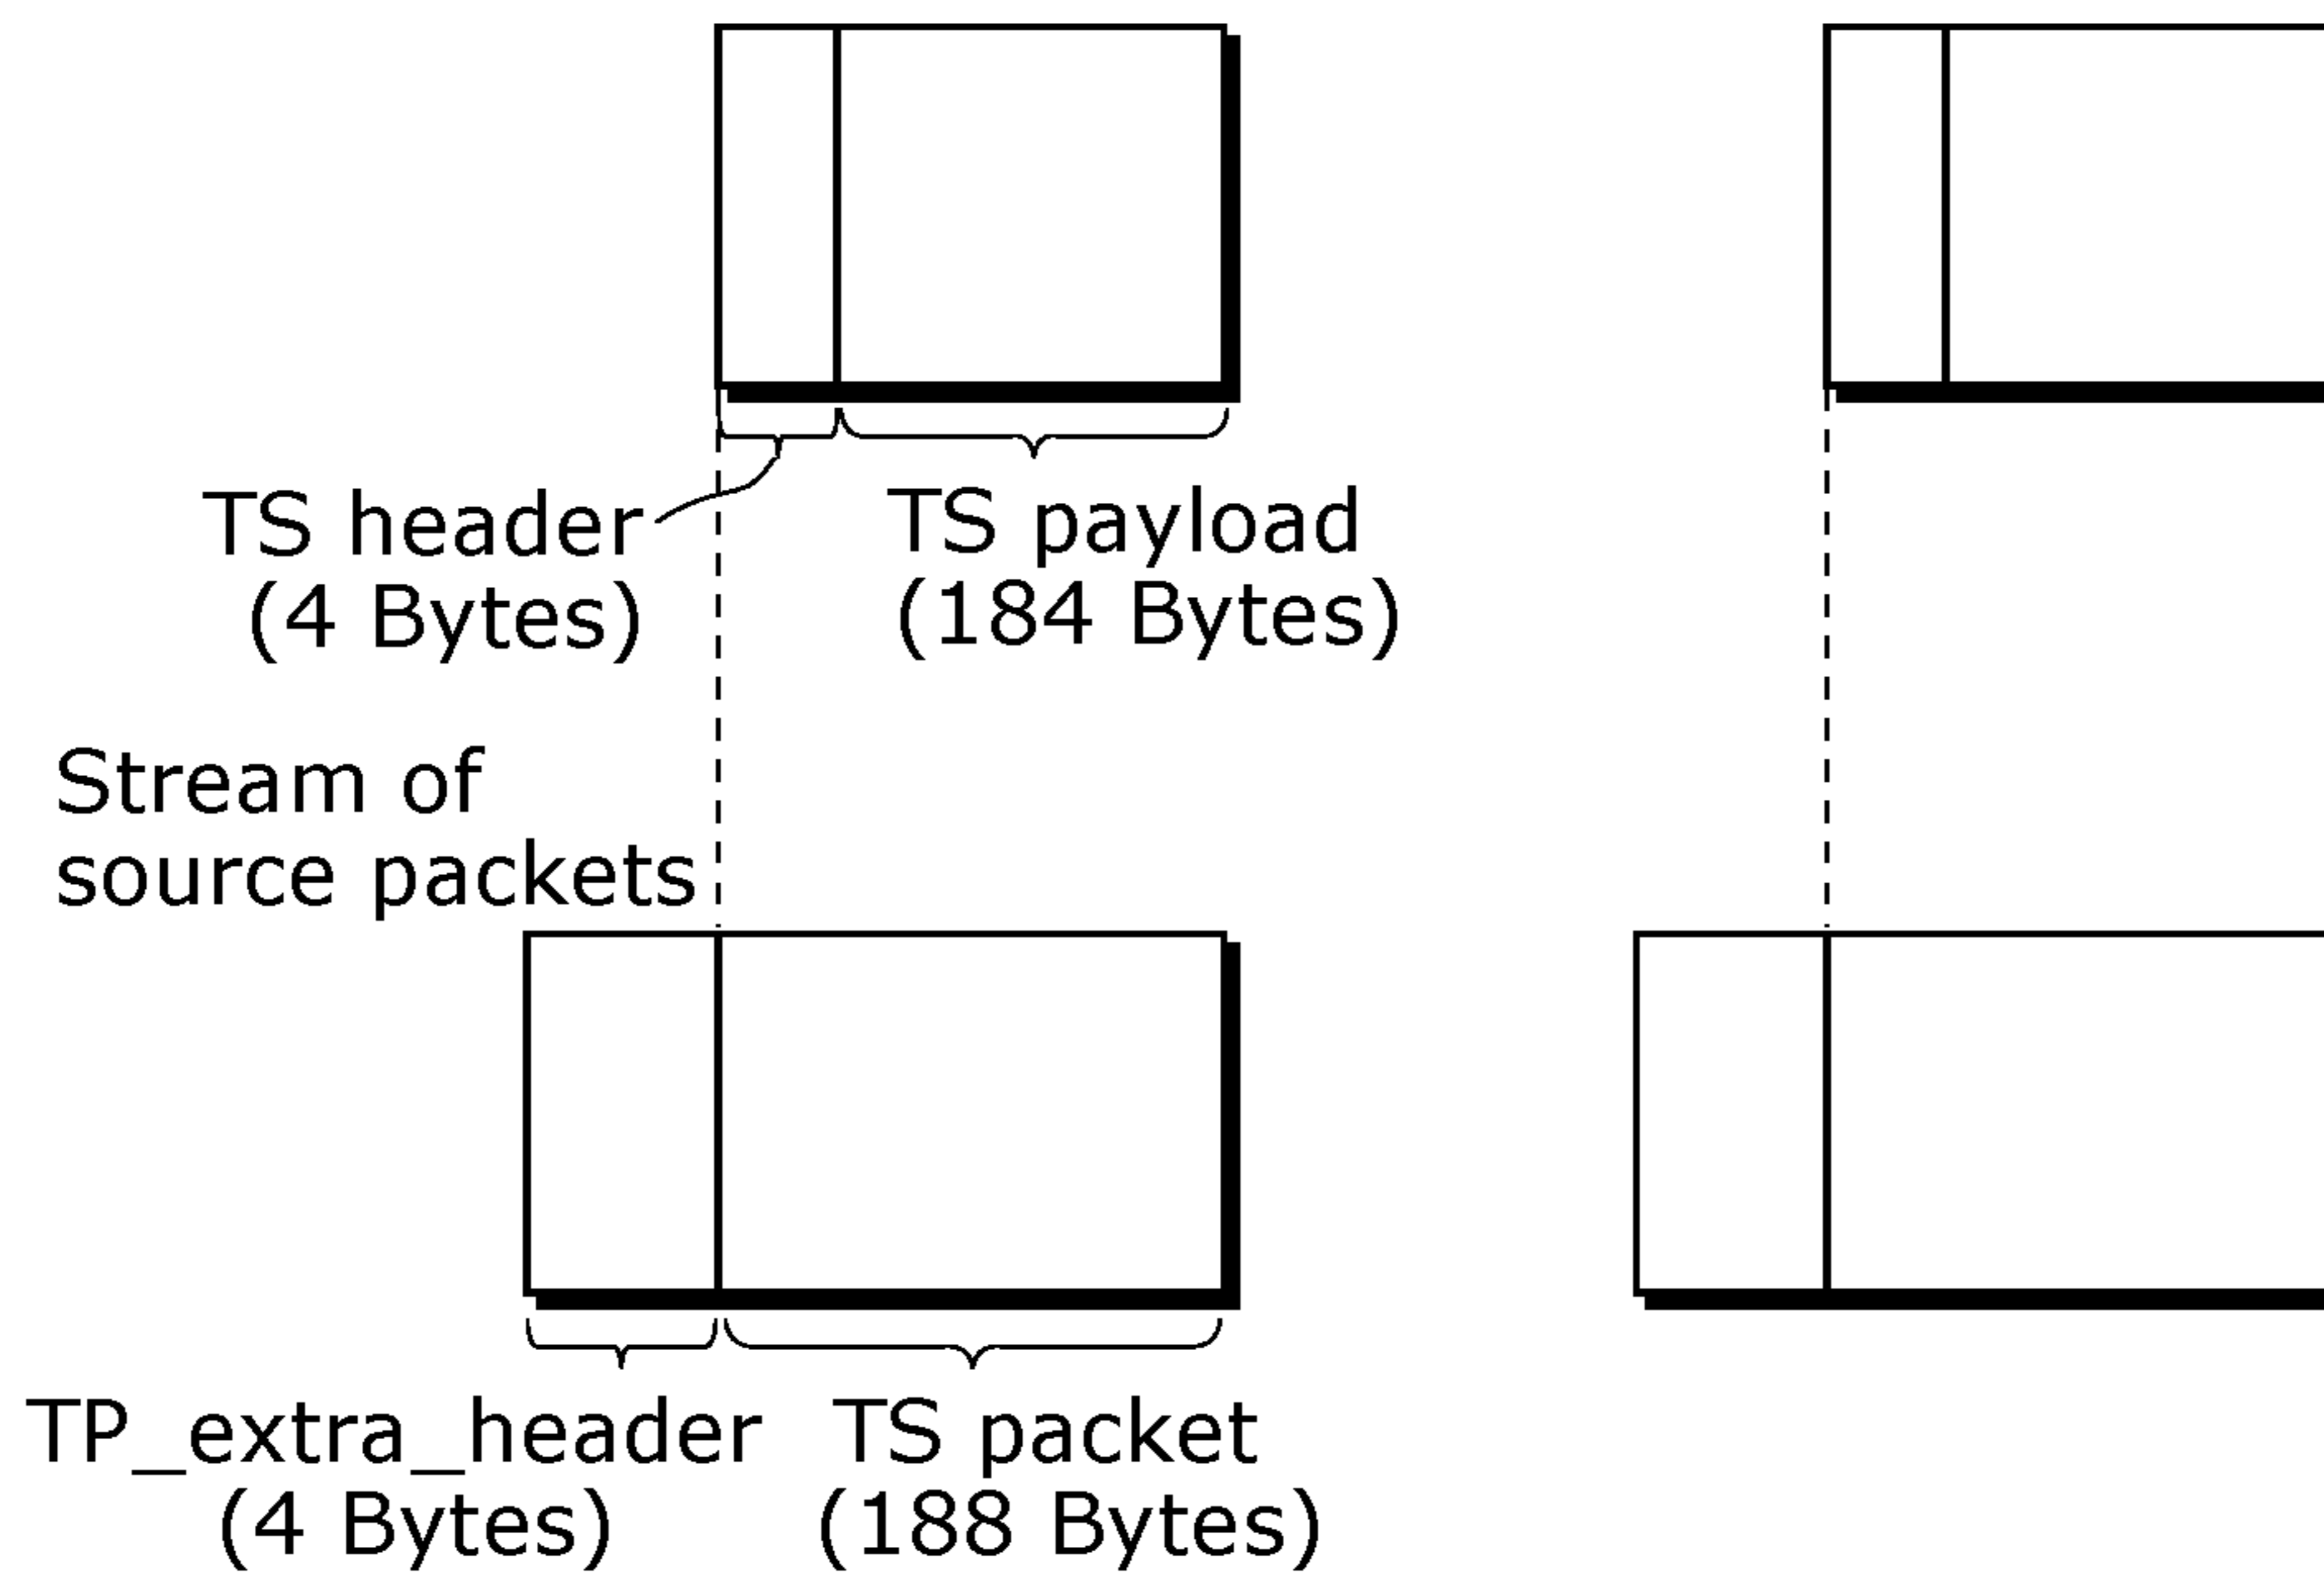 TS header
(4 Bytes)
TS payload
(184 Bytes)
Stream of
source packets
TP_extra_header
(4 Bytes)
TS packet
(188 Bytes)